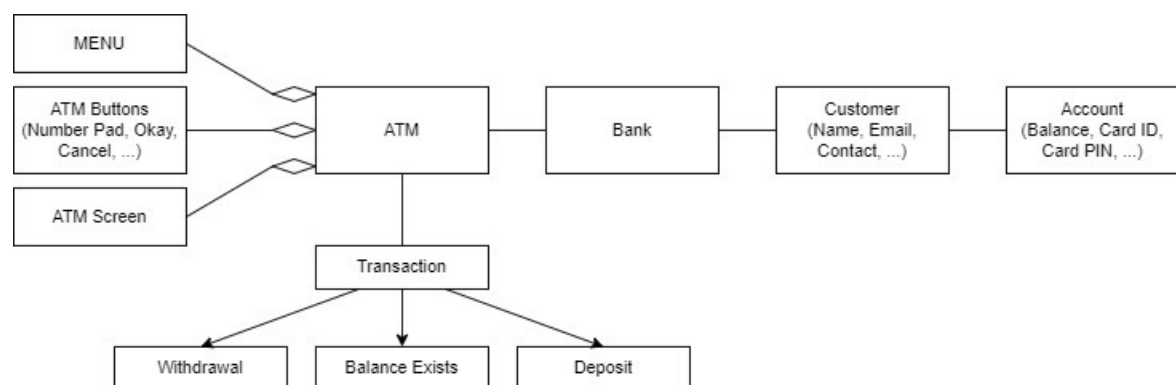 MENU
ATM Buttons
(Number Pad, Okay,
Cancel, ...)
ATM Screen
ATM
Bank
Customer
(Name, Email,
Contact, ...)
Account
(Balance, Card ID,
Card PIN, ...)
Transaction
Withdrawal
Balance Exists
Deposit